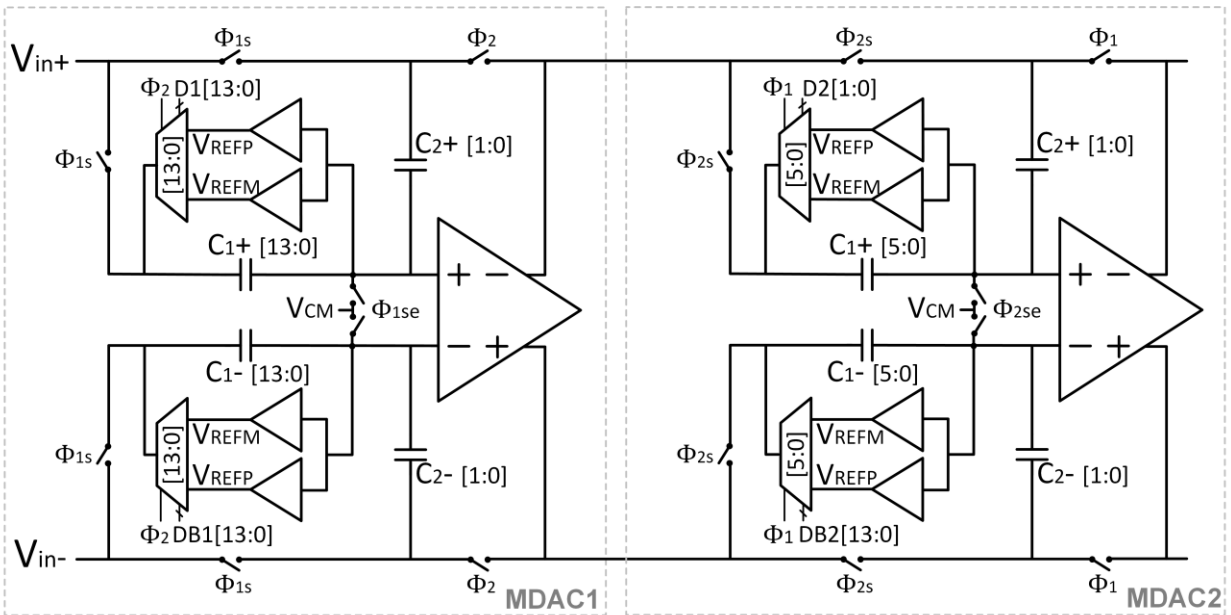 Φ1s Φ2 Φ2s Φ1
Vin+
Φ2 D1[13:0] Φ1 D2[1:0]
VREFP VREFP
Φ1s [13:0] C2+ [1:0] Φ2s [5:0] C2+ [1:0]
VREFM VREFM
C1+ [13:0] C1+ [5:0]
+ − + −
VCM Φ1se VCM Φ2se
− + − +
C1- [13:0] C1- [5:0]
VREFM VREFM
Φ1s [13:0] Φ2s [5:0]
VREFP C2- [1:0] VREFP C2- [1:0]
Φ2 DB1[13:0] Φ1 DB2[13:0]
Vin-
Φ1s Φ2 Φ2s Φ1
MDAC1 MDAC2